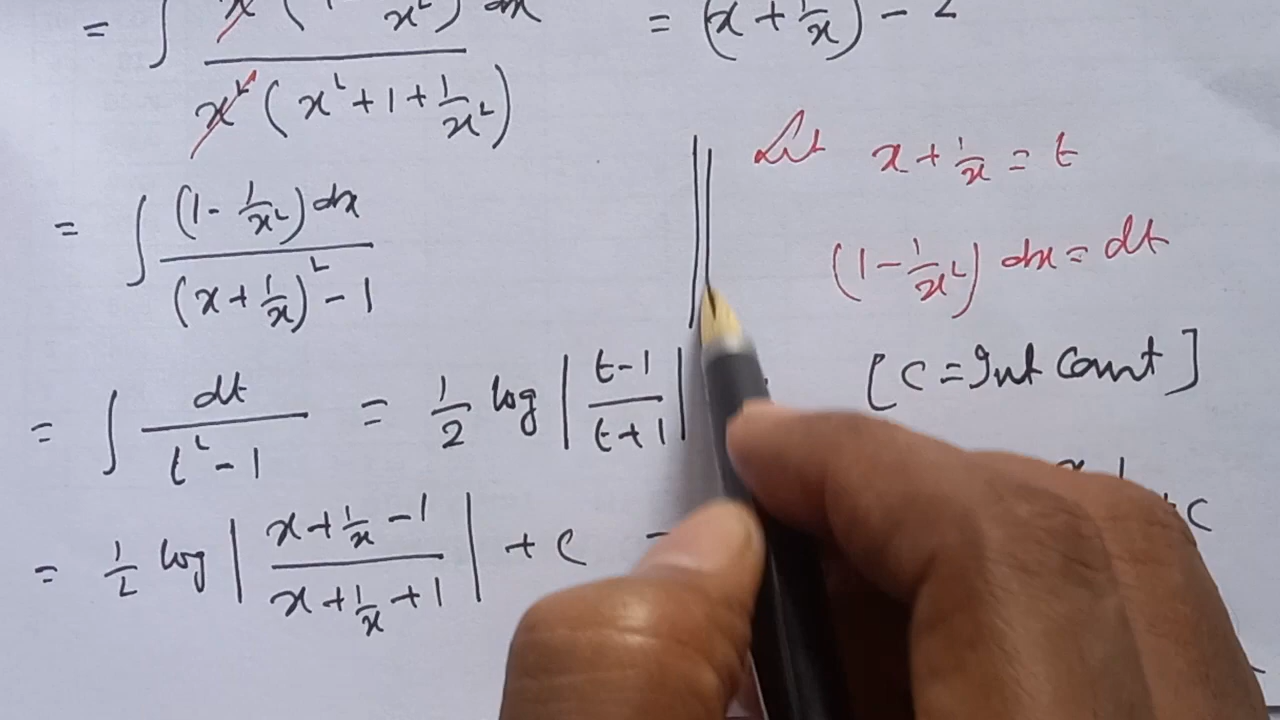 = ∫ x² (1 - 1/x²) dx = (x + 1/x)² - 2
x² (x² + 1 + 1/x²)
Let x + 1/x = t
= ∫ (1 - 1/x²) dx / ((x + 1/x)² - 1)
(1 - 1/x²) dx = dt
= ∫ dt / (t² - 1) = 1/2 log | (t - 1) / (t + 1) | [C = Int Const]
= 1/2 log | (x + 1/x - 1) / (x + 1/x + 1) | + C = + C